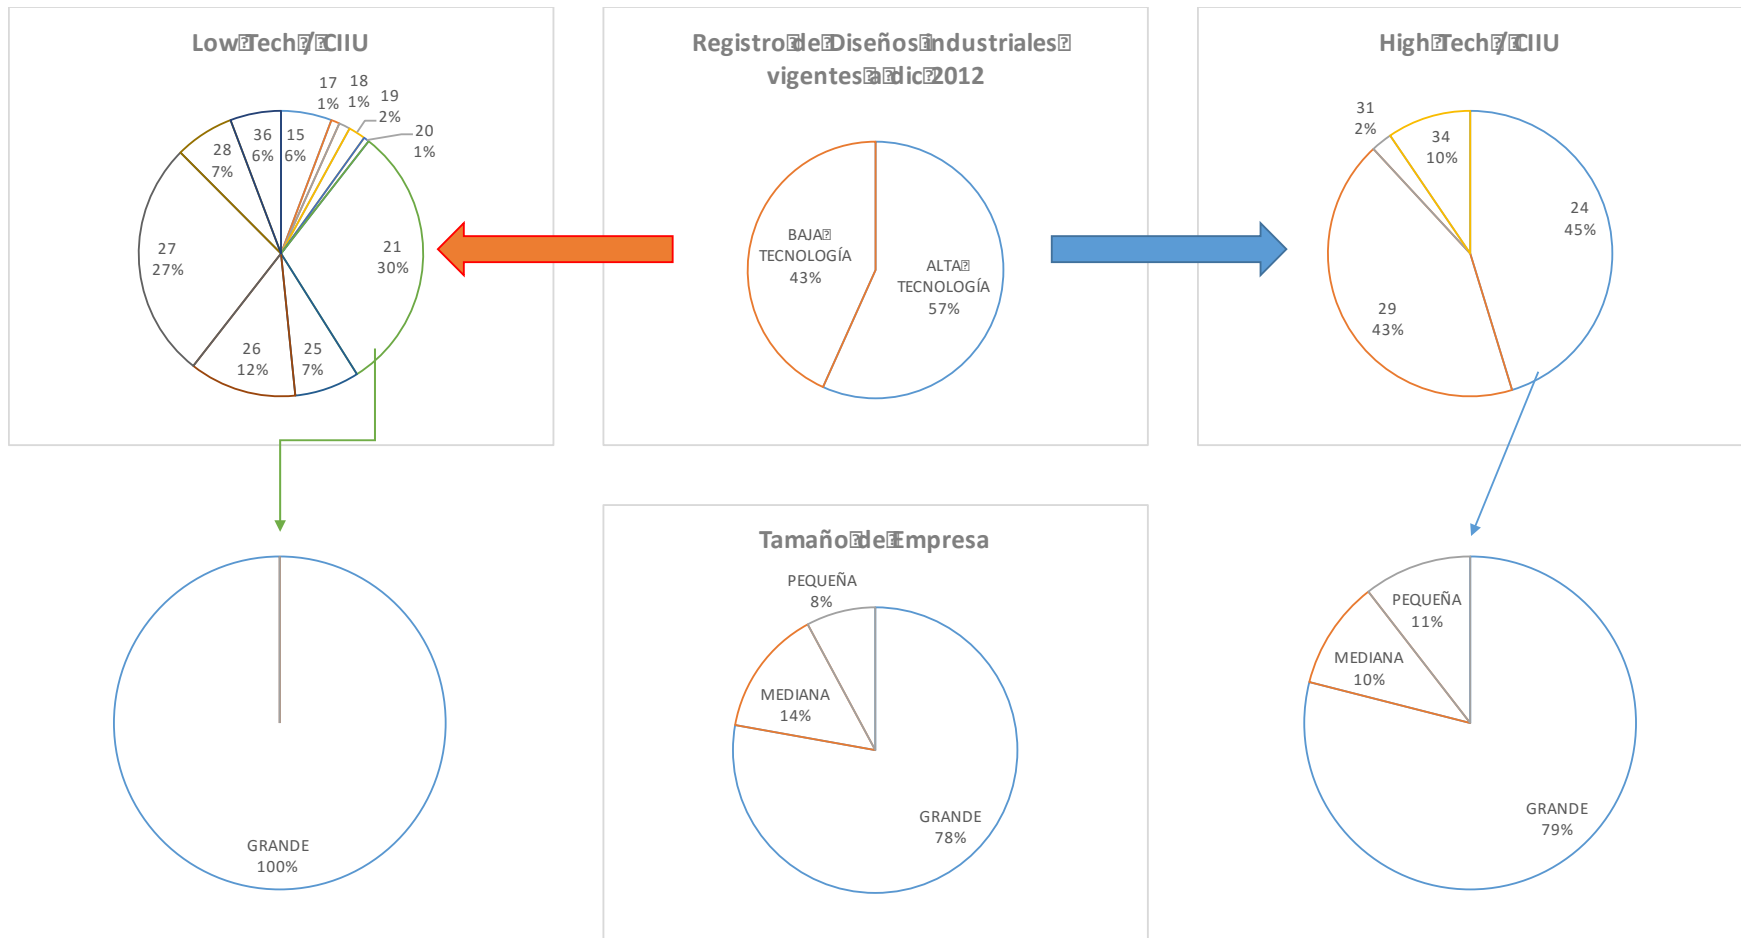 Low Tech / CIIU
17
1%
18
1%
19
2%
20
1%
36
6%
15
6%
28
7%
27
27%
21
30%
26
12%
25
7%
Registro de Diseños industriales
vigentes a dic 2012
BAJA
TECNOLOGÍA
43%
ALTA
TECNOLOGÍA
57%
High Tech / CIIU
31
2%
34
10%
24
45%
29
43%
GRANDE
100%
Tamaño de Empresa
PEQUEÑA
8%
MEDIANA
14%
GRANDE
78%
PEQUEÑA
11%
MEDIANA
10%
GRANDE
79%